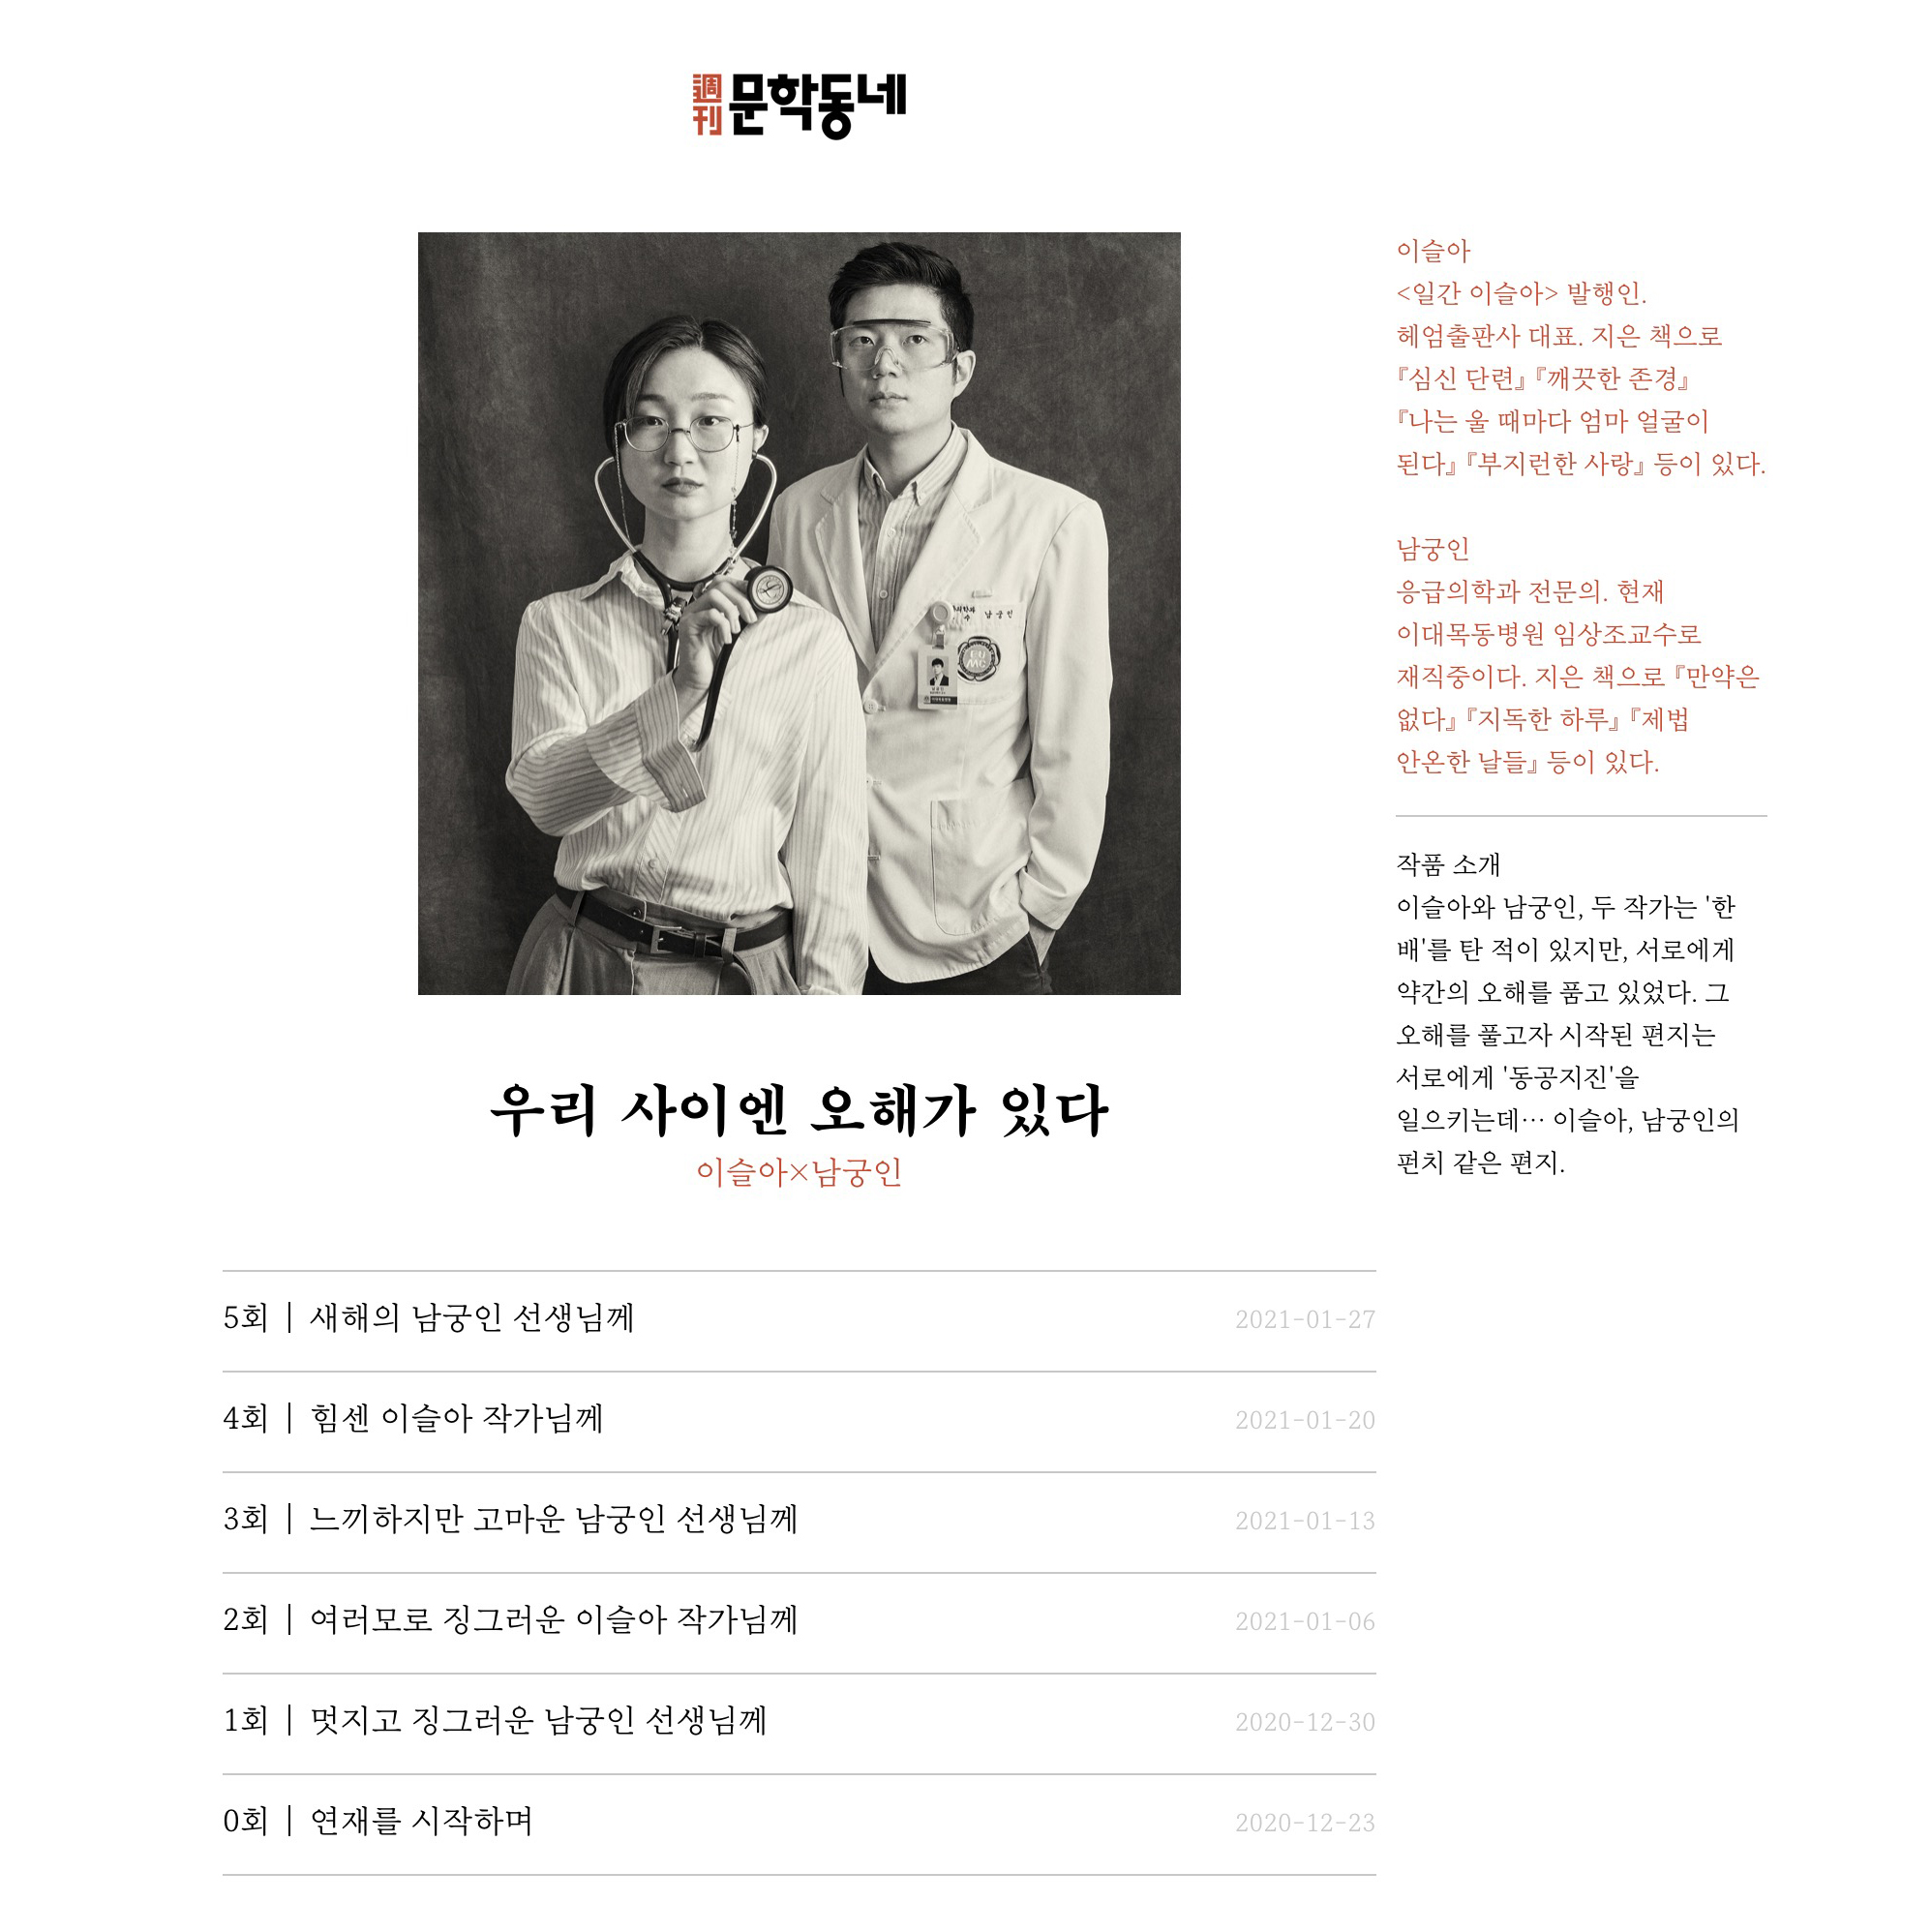 週刊 문학동네
이슬아
<일간 이슬아> 발행인.
헤엄출판사 대표. 지은 책으로
『심신 단련』『깨끗한 존경』
『나는 울 때마다 엄마 얼굴이
된다』『부지런한 사랑』 등이 있다.
남궁인
응급의학과 전문의. 현재
이대목동병원 임상조교수로
재직중이다. 지은 책으로 『만약은
없다』『지독한 하루』『제법
안온한 날들』 등이 있다.
작품 소개
이슬아와 남궁인, 두 작가는 '한
배'를 탄 적이 있지만, 서로에게
약간의 오해를 품고 있었다. 그
오해를 풀고자 시작된 편지는
서로에게 '동공지진'을
일으키는데… 이슬아, 남궁인의
펀치 같은 편지.
남궁인
우리 사이엔 오해가 있다
이슬아×남궁인
5회 | 새해의 남궁인 선생님께 2021-01-27
4회 | 힘센 이슬아 작가님께 2021-01-20
3회 | 느끼하지만 고마운 남궁인 선생님께 2021-01-13
2회 | 여러모로 징그러운 이슬아 작가님께 2021-01-06
1회 | 멋지고 징그러운 남궁인 선생님께 2020-12-30
0회 | 연재를 시작하며 2020-12-23